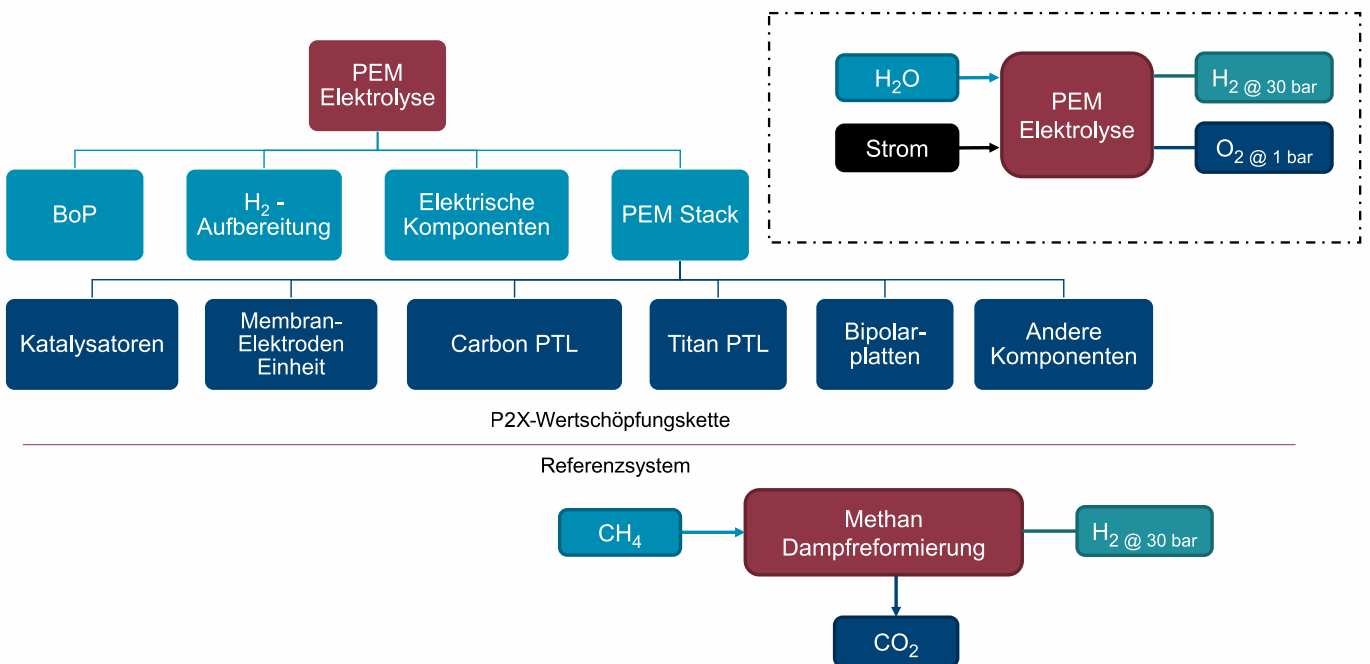 PEM
Elektrolyse
BoP
H₂ -
Aufbereitung
Elektrische
Komponenten
PEM Stack
Katalysatoren
Membran-
Elektroden
Einheit
Carbon PTL
Titan PTL
Bipolar-
platten
Andere
Komponenten
H₂O
Strom
PEM
Elektrolyse
H₂ @ 30 bar
O₂ @ 1 bar
P2X-Wertschöpfungskette
Referenzsystem
CH₄
Methan
Dampfreformierung
H₂ @ 30 bar
CO₂